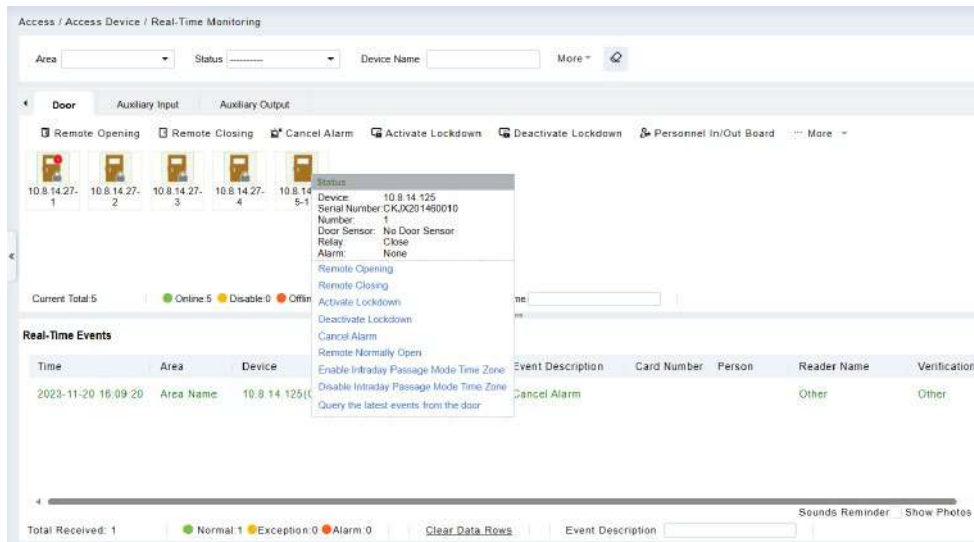 Access / Access Device / Real-Time Monitoring
Area Status ---------- Device Name More
Door Auxiliary Input Auxiliary Output
Remote Opening Remote Closing Cancel Alarm Activate Lockdown Deactivate Lockdown Personnel In/Out Board ··· More
10.8.14.27-1
10.8.14.27-2
10.8.14.27-3
10.8.14.27-4
10.8.14
5-1
Status
Device: 10.8.14.125
Serial Number:CKJX201460010
Number: 1
Door Sensor: No Door Sensor
Relay: Close
Alarm: None
Remote Opening
Remote Closing
Activate Lockdown
Deactivate Lockdown
Cancel Alarm
Remote Normally Open
Enable Intraday Passage Mode Time Zone
Disable Intraday Passage Mode Time Zone
Query the latest events from the door
Current Total:5 Online:5 Disable:0 Offlin me
Real-Time Events
Time Area Device Event Description Card Number Person Reader Name Verification
2023-11-20 16:09:20 Area Name 10.8.14.125( Cancel Alarm Other Other
Sounds Reminder Show Photos
Total Received: 1 Normal:1 Exception:0 Alarm:0 Clear Data Rows Event Description